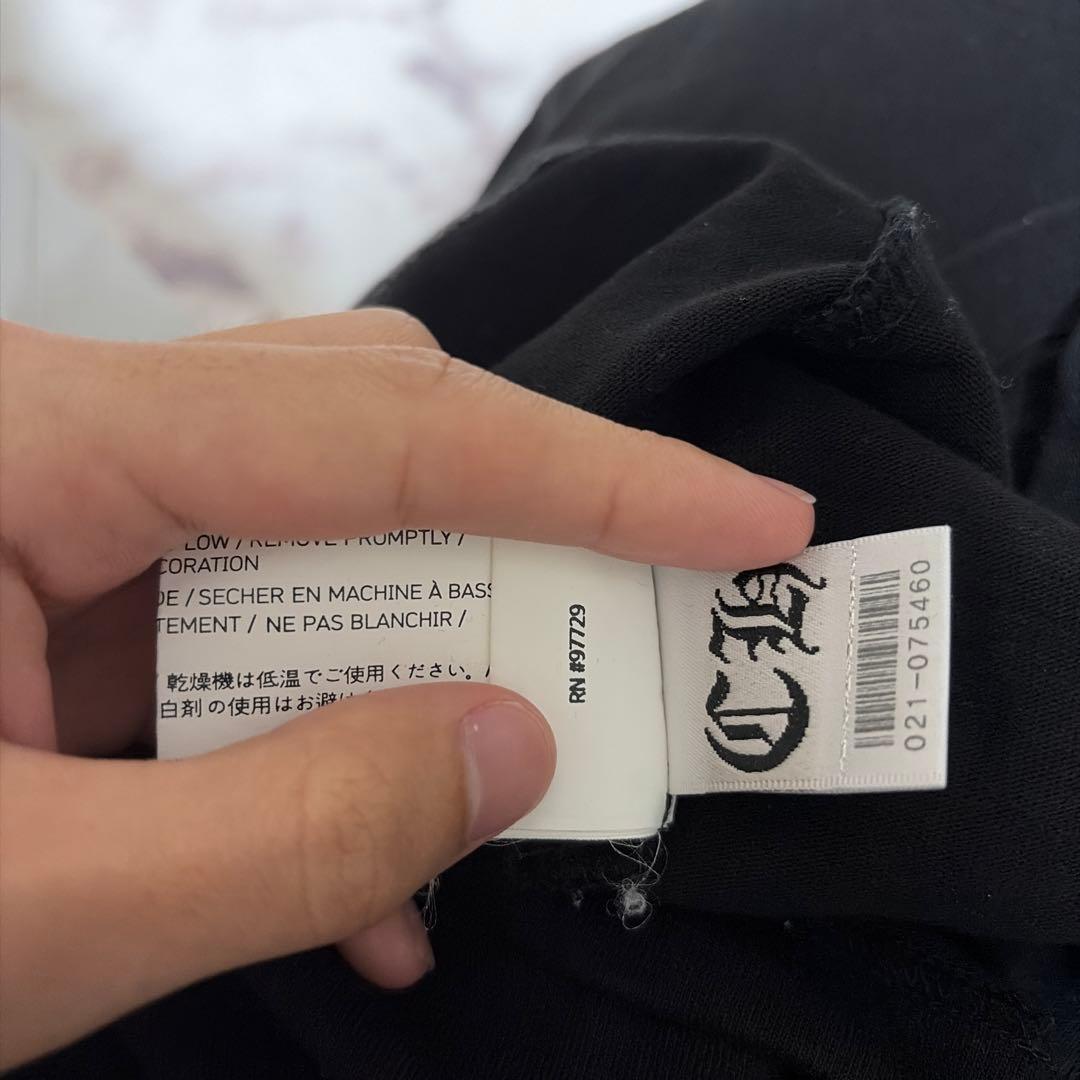 LOW / REMOVE PROMPTLY /
CORATION
DE / SECHER EN MACHINE À BASS
TEMENT / NE PAS BLANCHIR /
/ 乾燥機は低温でご使用ください。/
白剤の使用はお避け
RN #97729
CH
021-075460